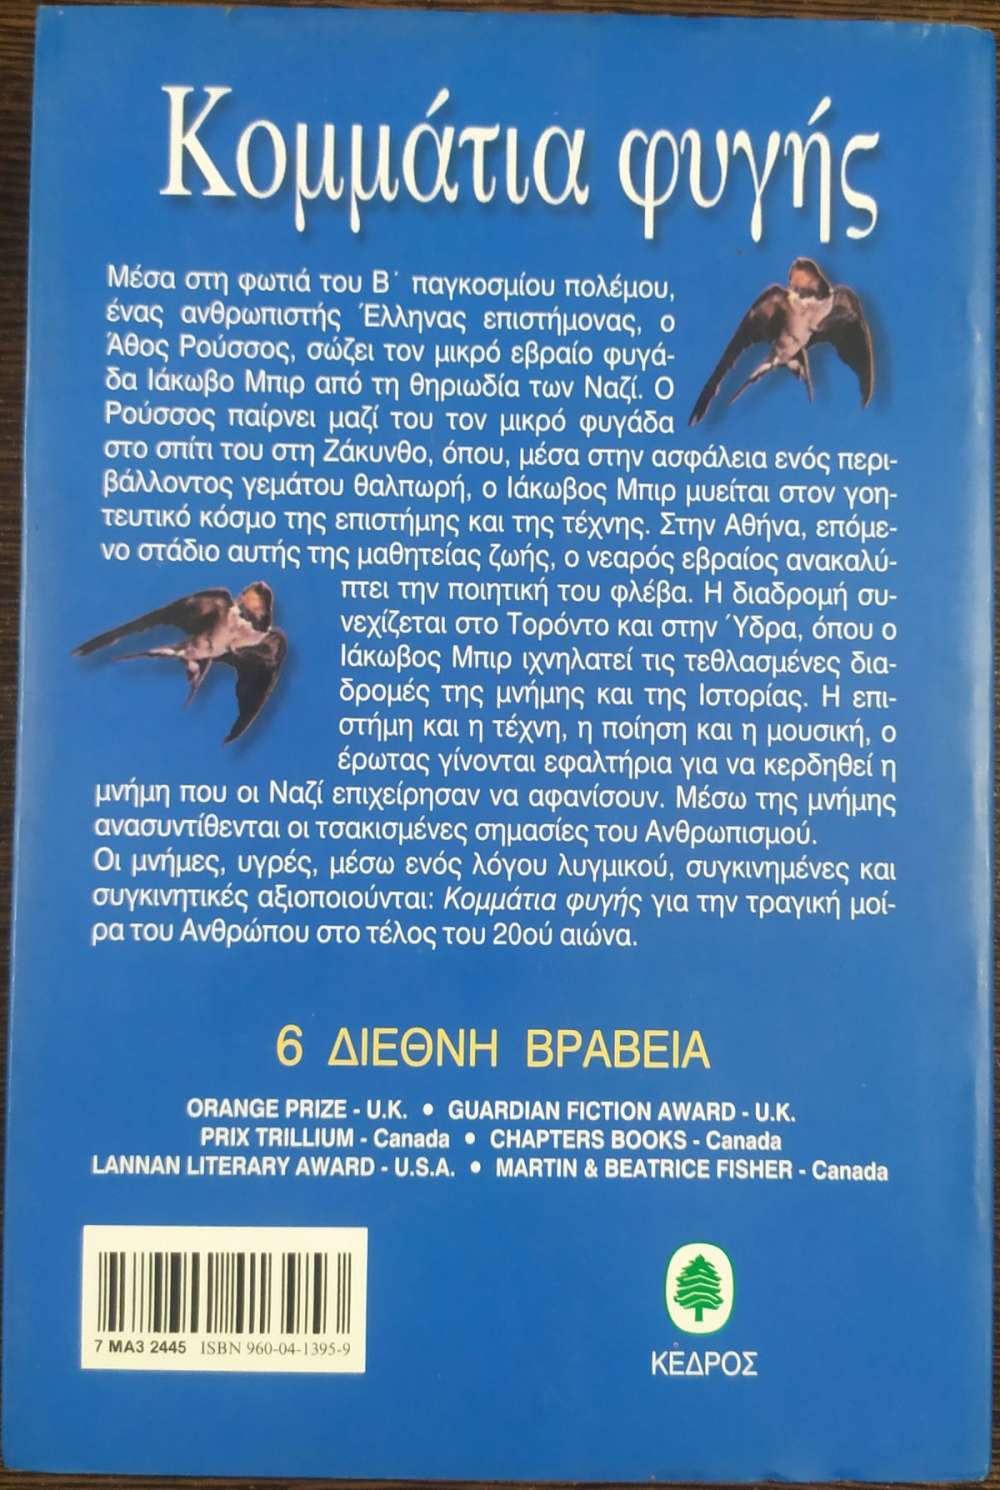 Κομμάτια φυγής
Μέσα στη φωτιά του Β΄ παγκοσμίου πολέμου,
ένας ανθρωπιστής Έλληνας επιστήμονας, ο
Άθος Ρούσσος, σώζει τον μικρό εβραίο φυγά-
δα Ιάκωβο Μπιρ από τη θηριωδία των Ναζί. Ο
Ρούσσος παίρνει μαζί του τον μικρό φυγάδα
στο σπίτι του στη Ζάκυνθο, όπου, μέσα στην ασφάλεια ενός περι-
βάλλοντος γεμάτου θαλπωρή, ο Ιάκωβος Μπιρ μυείται στον γοη-
τευτικό κόσμο της επιστήμης και της τέχνης. Στην Αθήνα, επόμε-
νο στάδιο αυτής της μαθητείας ζωής, ο νεαρός εβραίος ανακαλύ-
πτει την ποιητική του φλέβα. Η διαδρομή συ-
νεχίζεται στο Τορόντο και στην Ύδρα, όπου ο
Ιάκωβος Μπιρ ιχνηλατεί τις τεθλασμένες δια-
δρομές της μνήμης και της Ιστορίας. Η επι-
στήμη και η τέχνη, η ποίηση και η μουσική, ο
έρωτας γίνονται εφαλτήρια για να κερδηθεί η
μνήμη που οι Ναζί επιχείρησαν να αφανίσουν. Μέσω της μνήμης
ανασυντίθενται οι τσακισμένες σημασίες του Ανθρωπισμού.
Οι μνήμες, υγρές, μέσω ενός λόγου λυγμικού, συγκινημένες και
συγκινητικές αξιοποιούνται: Κομμάτια φυγής για την τραγική μοί-
ρα του Ανθρώπου στο τέλος του 20ού αιώνα.
6 ΔΙΕΘΝΗ ΒΡΑΒΕΙΑ
ORANGE PRIZE - U.K. • GUARDIAN FICTION AWARD - U.K.
PRIX TRILLIUM - Canada • CHAPTERS BOOKS - Canada
LANNAN LITERARY AWARD - U.S.A. • MARTIN & BEATRICE FISHER - Canada
7 ΜΑ3 2445 ISBN 960-04-1395-9
ΚΕΔΡΟΣ